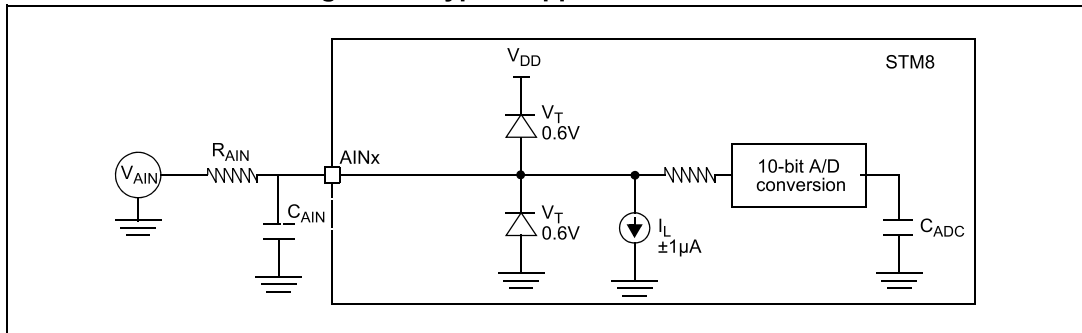 V_DD
STM8
V_T
0.6V
R_AIN
AINx
V_AIN
10-bit A/D
conversion
C_AIN
V_T
0.6V
I_L
±1µA
C_ADC